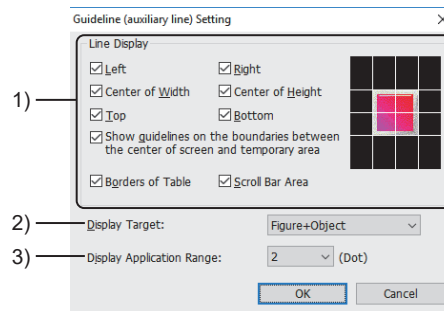 Guideline (auxiliary line) Setting
Line Display
1)
Left Right
Center of Width Center of Height
Top Bottom
Show guidelines on the boundaries between
the center of screen and temporary area
Borders of Table Scroll Bar Area
2) Display Target: Figure+Object
3) Display Application Range: 2 (Dot)
OK Cancel